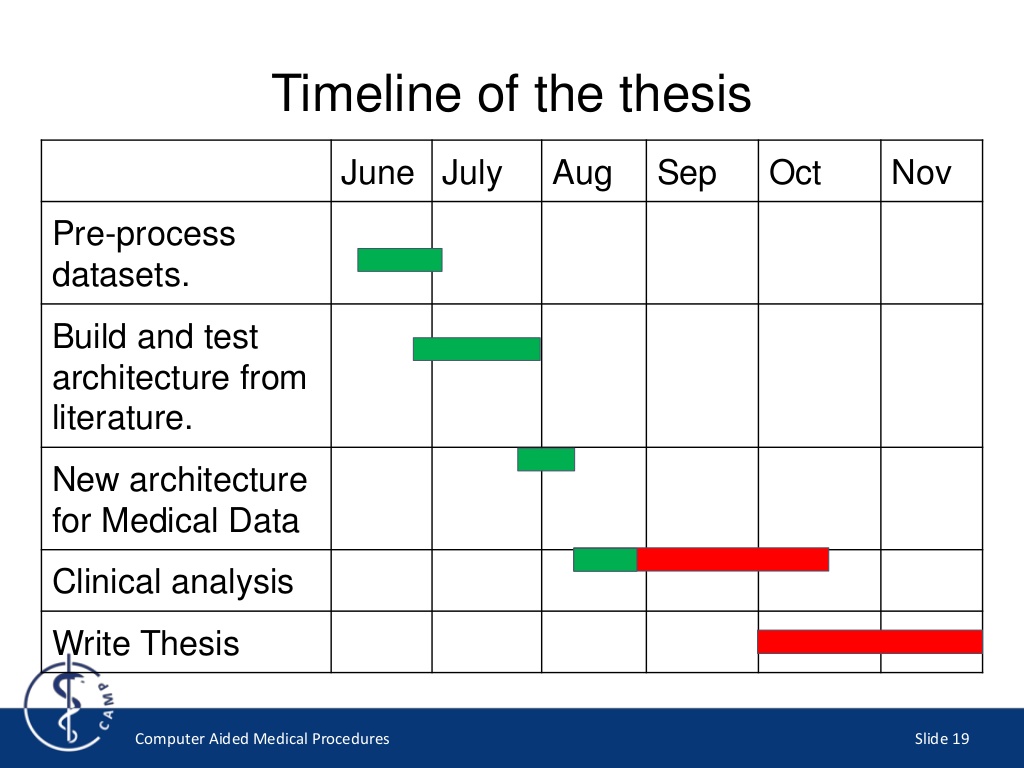 Timeline of the thesis
June July Aug Sep Oct Nov
Pre-process
datasets.
Build and test
architecture from
literature.
New architecture
for Medical Data
Clinical analysis
Write Thesis
CAMP
Computer Aided Medical Procedures
Slide 19